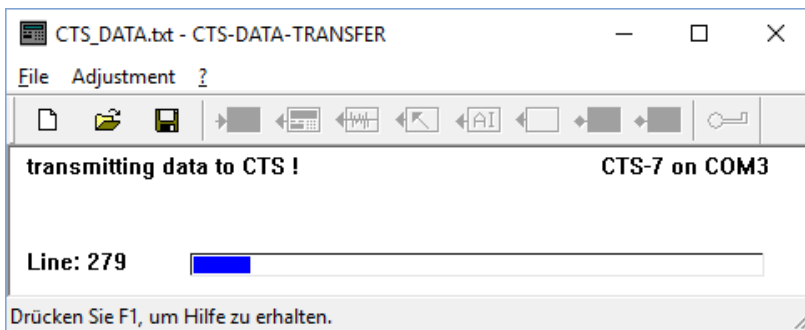 CTS_DATA.txt - CTS-DATA-TRANSFER
File Adjustment ?
AI
transmitting data to CTS ! CTS-7 on COM3
Line: 279
Drücken Sie F1, um Hilfe zu erhalten.